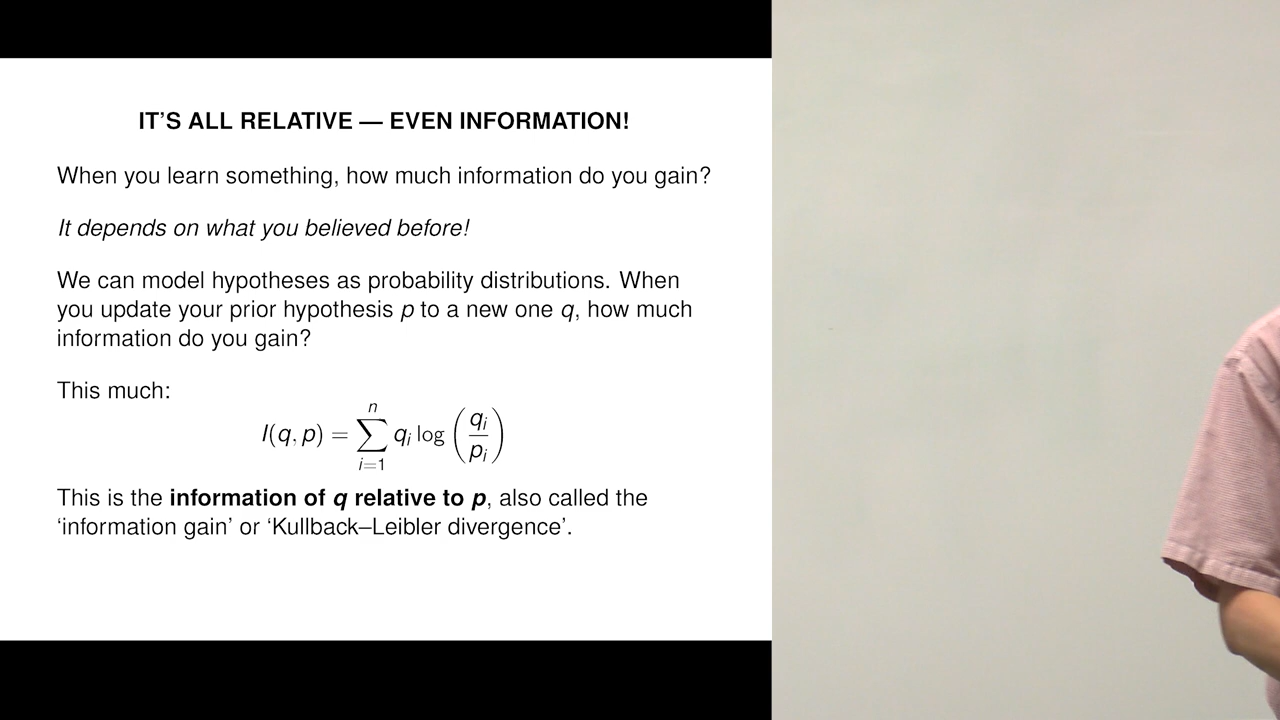 IT'S ALL RELATIVE — EVEN INFORMATION!
When you learn something, how much information do you gain?
It depends on what you believed before!
We can model hypotheses as probability distributions. When
you update your prior hypothesis p to a new one q, how much
information do you gain?
This much:
I(q, p) = ∑_{i=1}^{n} q_i log (q_i / p_i)
This is the information of q relative to p, also called the
‘information gain’ or ‘Kullback–Leibler divergence’.